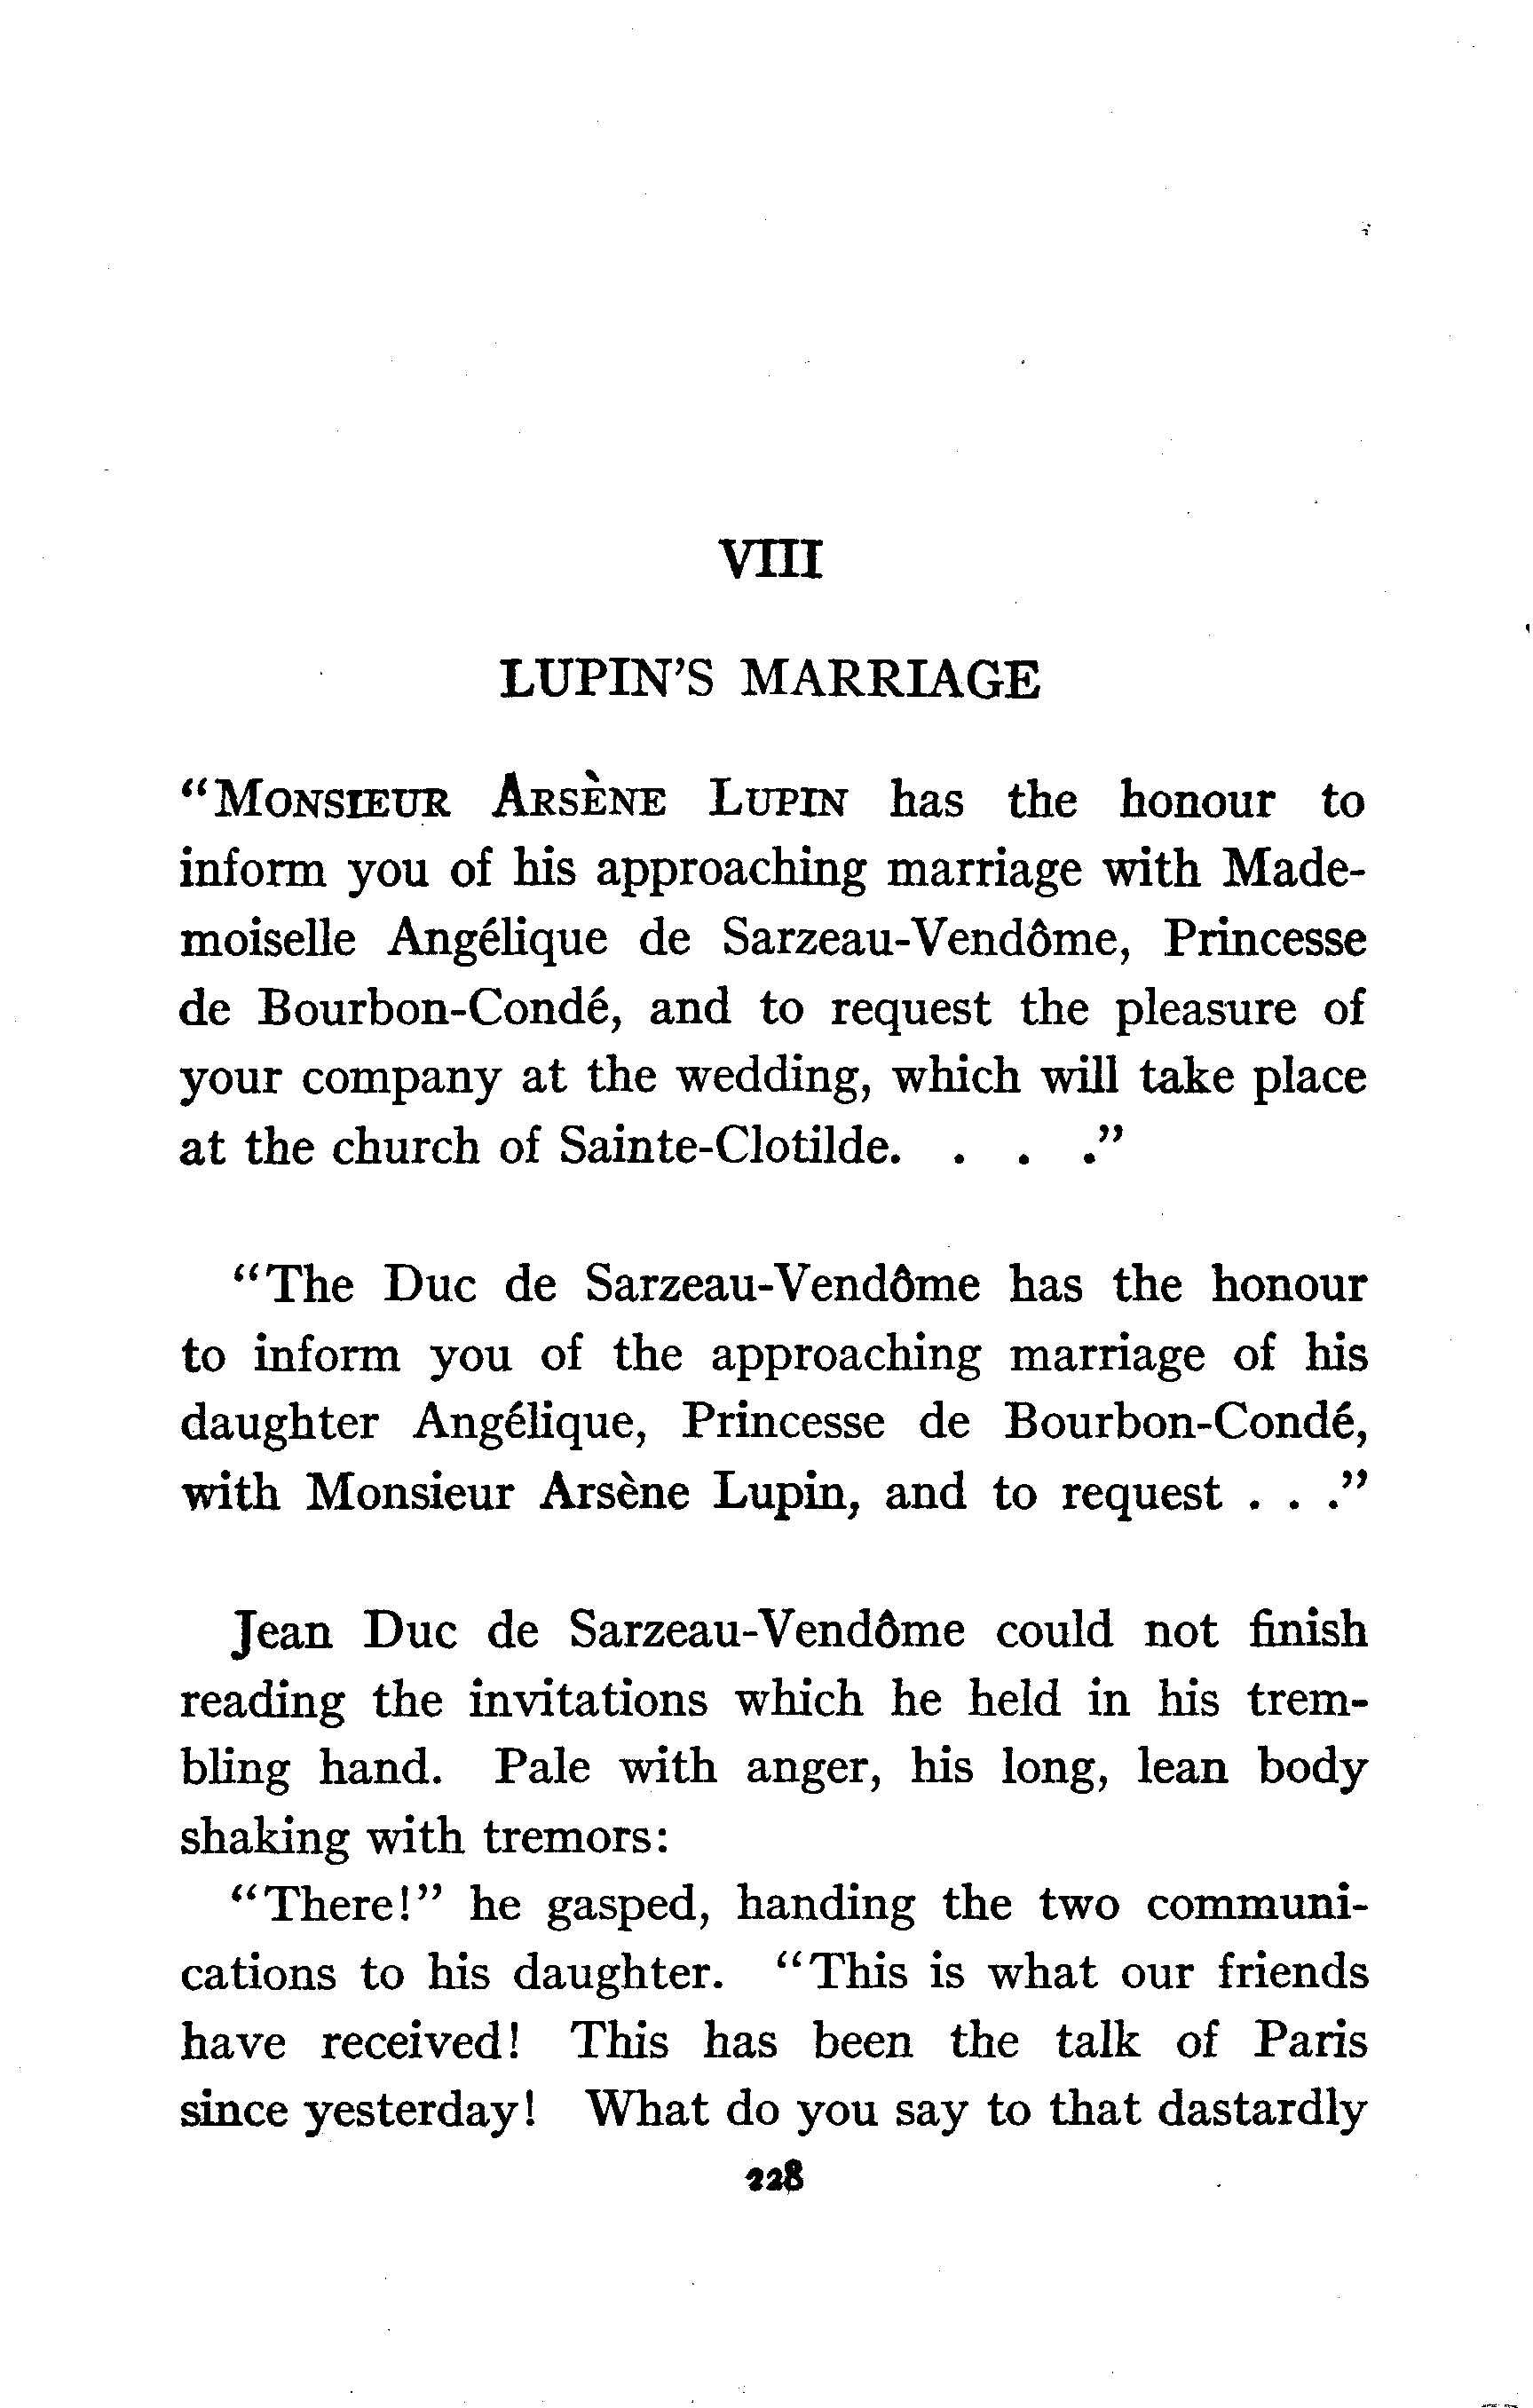 VIII
LUPIN'S MARRIAGE
"MONSIEUR ARSÈNE LUPIN has the honour to
inform you of his approaching marriage with Made-
moiselle Angélique de Sarzeau-Vendôme, Princesse
de Bourbon-Condé, and to request the pleasure of
your company at the wedding, which will take place
at the church of Sainte-Clotilde. . . ."
"The Duc de Sarzeau-Vendôme has the honour
to inform you of the approaching marriage of his
daughter Angélique, Princesse de Bourbon-Condé,
with Monsieur Arsène Lupin, and to request . . ."
Jean Duc de Sarzeau-Vendôme could not finish
reading the invitations which he held in his trem-
bling hand. Pale with anger, his long, lean body
shaking with tremors:
"There!" he gasped, handing the two communi-
cations to his daughter. "This is what our friends
have received! This has been the talk of Paris
since yesterday! What do you say to that dastardly
228